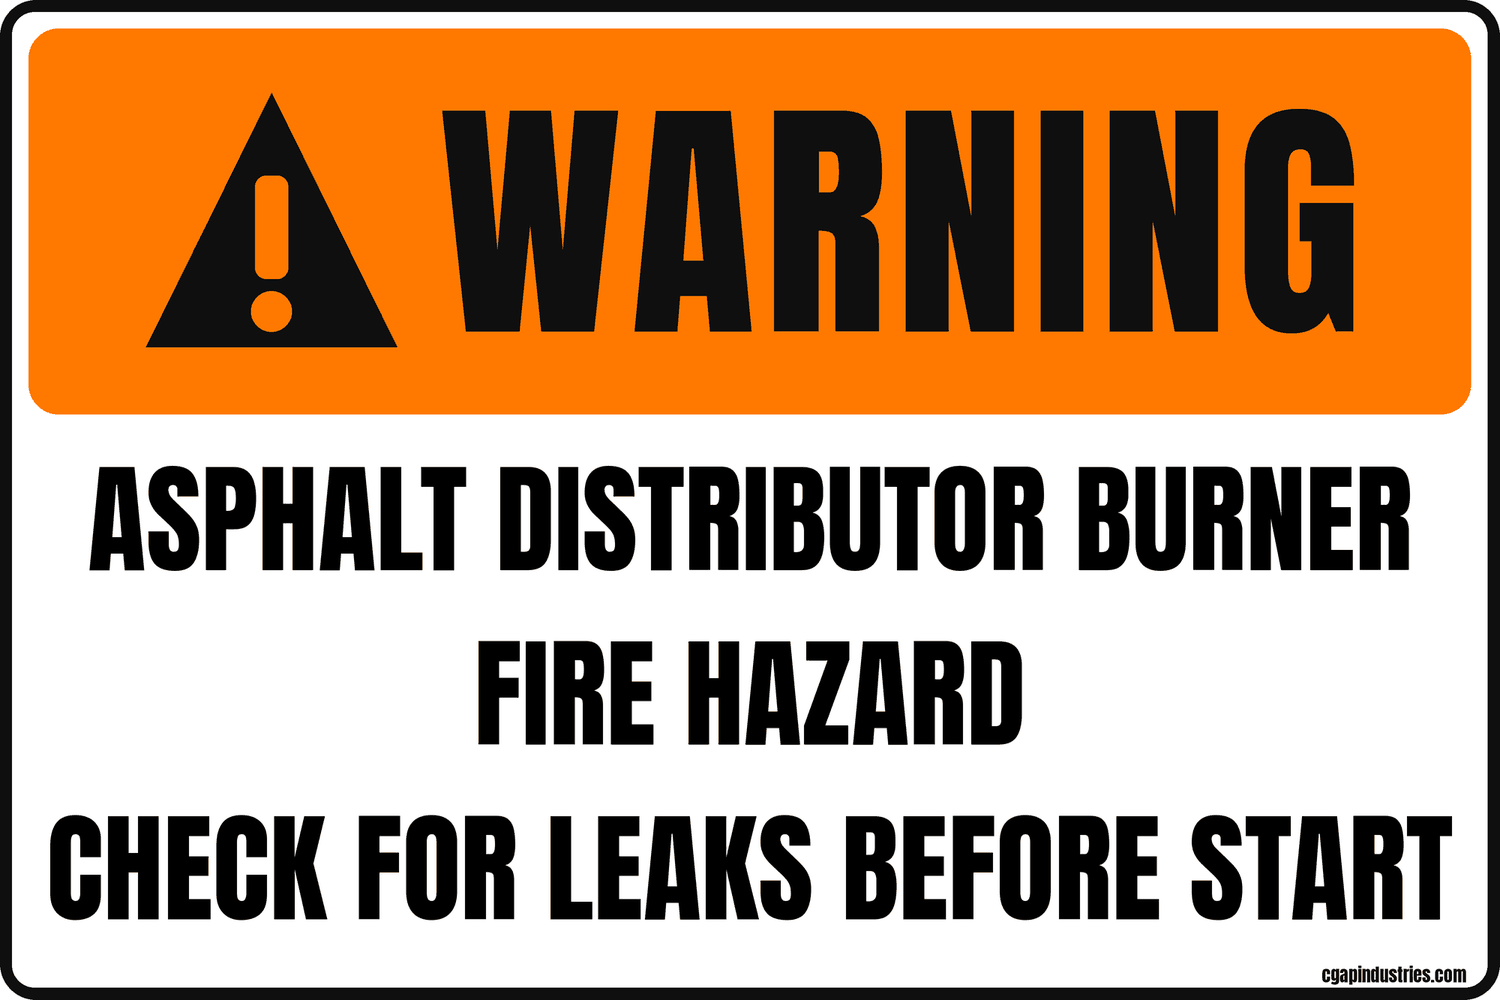 WARNING
ASPHALT DISTRIBUTOR BURNER
FIRE HAZARD
CHECK FOR LEAKS BEFORE START
cgapindustries.com